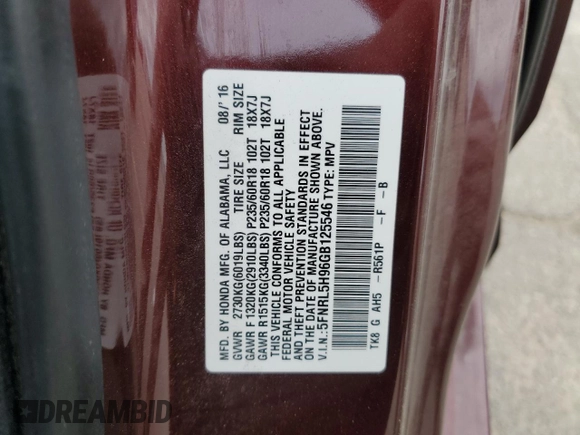 MFD. BY HONDA MFG. OF ALABAMA, LLC 08/'16
GVWR 2730KG(6019LBS) TIRE SIZE RIM SIZE
GAWR F 1320KG(2910LBS) P235/60R18 102T 18X7J
GAWR R 1515KG(3340LBS) P235/60R18 102T 18X7J
THIS VEHICLE CONFORMS TO ALL APPLICABLE
FEDERAL MOTOR VEHICLE SAFETY
AND THEFT PREVENTION STANDARDS IN EFFECT
ON THE DATE OF MANUFACTURE SHOWN ABOVE.
V.I.N.:5FNRL5H96GB125546 TYPE: MPV
TK8 G AH5 -R561P -F -B
DREAMBID